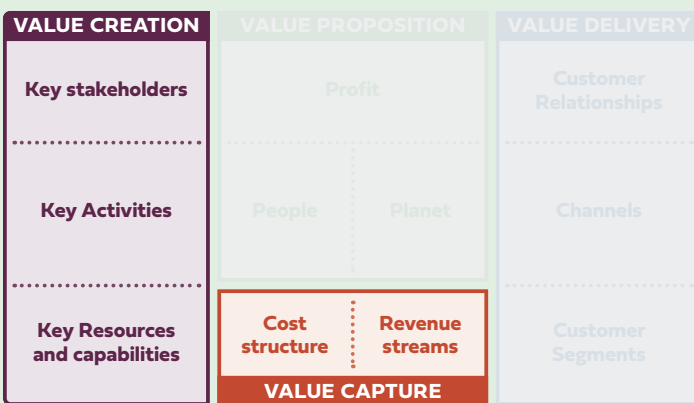 VALUE CREATION
Key stakeholders
Key Activities
Key Resources
and capabilities
VALUE PROPOSITION
Profit
People
Planet
Cost
structure
Revenue
streams
VALUE CAPTURE
VALUE DELIVERY
Customer
Relationships
Channels
Customer
Segments